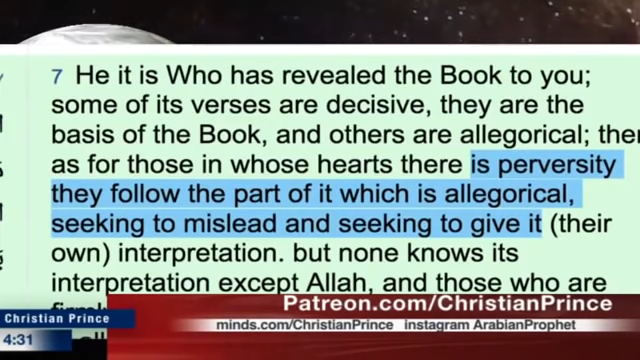 7 He it is Who has revealed the Book to you;
some of its verses are decisive, they are the
basis of the Book, and others are allegorical;
as for those in whose hearts there is perversity
they follow the part of it which is allegorical,
seeking to mislead and seeking to give it (their
own) interpretation. but none knows its
interpretation except Allah, and those who are
Patreon.com/ChristianPrince
Christian Prince
minds.com/ChristianPrince instagram ArabianProphet
4:31